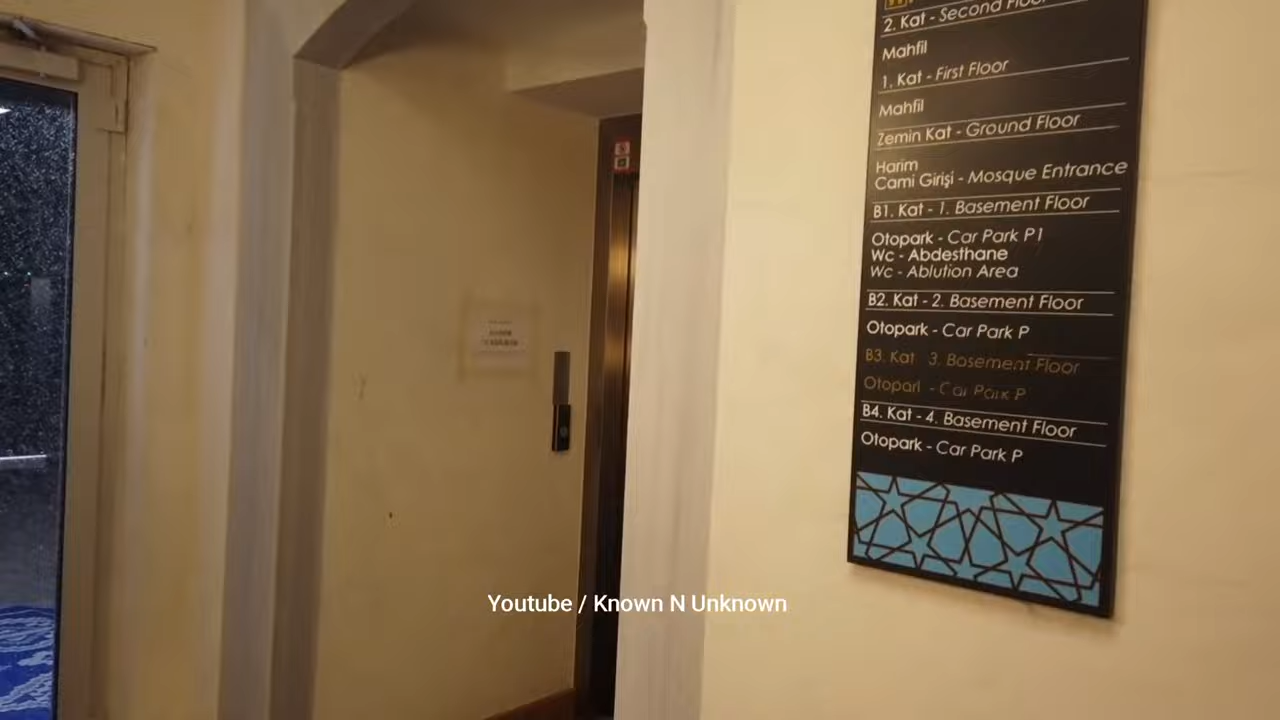 2. Kat - Second Floor
Mahfil
1. Kat - First Floor
Mahfil
Zemin Kat - Ground Floor
Harim
Cami Girişi - Mosque Entrance
B1. Kat - 1. Basement Floor
Otopark - Car Park P1
Wc - Abdesthane
Wc - Ablution Area
B2. Kat - 2. Basement Floor
Otopark - Car Park P
B3. Kat 3. Basement Floor
Otoparl - Car Park P
B4. Kat - 4. Basement Floor
Otopark - Car Park P
Youtube / Known N Unknown